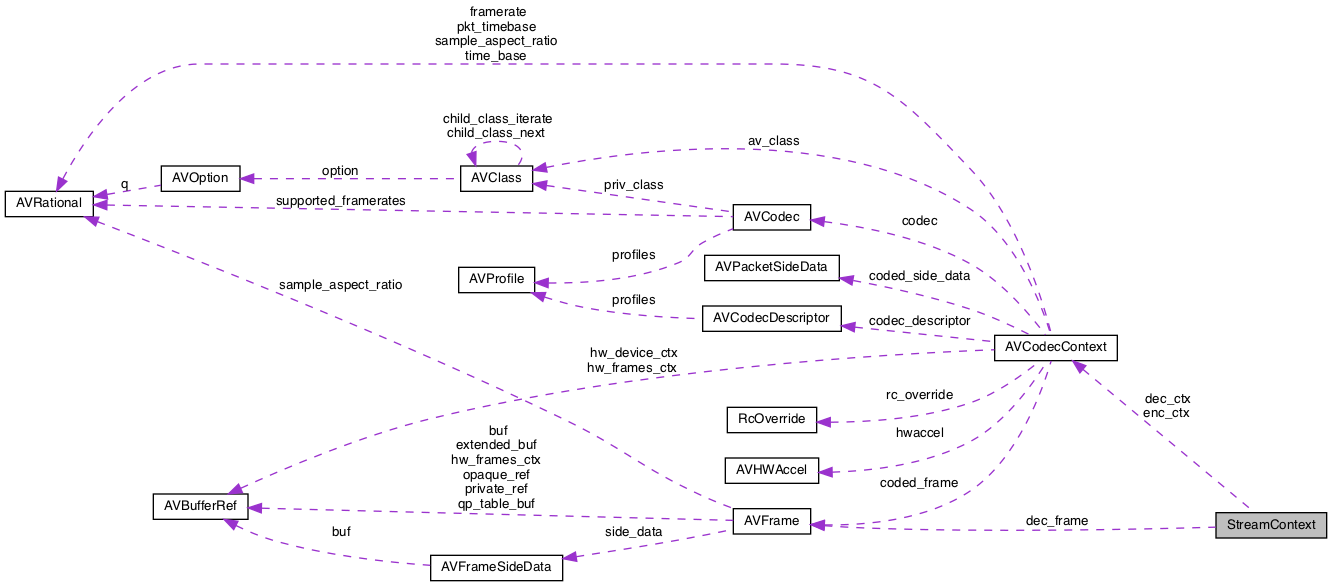 framerate
pkt_timebase
sample_aspect_ratio
time_base
child_class_iterate
child_class_next
av_class
AVOption
option
AVClass
q
priv_class
AVRational
supported_framerates
AVCodec
codec
profiles
AVPacketSideData
coded_side_data
AVProfile
sample_aspect_ratio
profiles
AVCodecDescriptor
codec_descriptor
AVCodecContext
hw_device_ctx
hw_frames_ctx
rc_override
dec_ctx
enc_ctx
RcOverride
buf
extended_buf
hw_frames_ctx
opaque_ref
private_ref
qp_table_buf
hwaccel
AVHWAccel
coded_frame
AVBufferRef
AVFrame
dec_frame
StreamContext
buf
side_data
AVFrameSideData